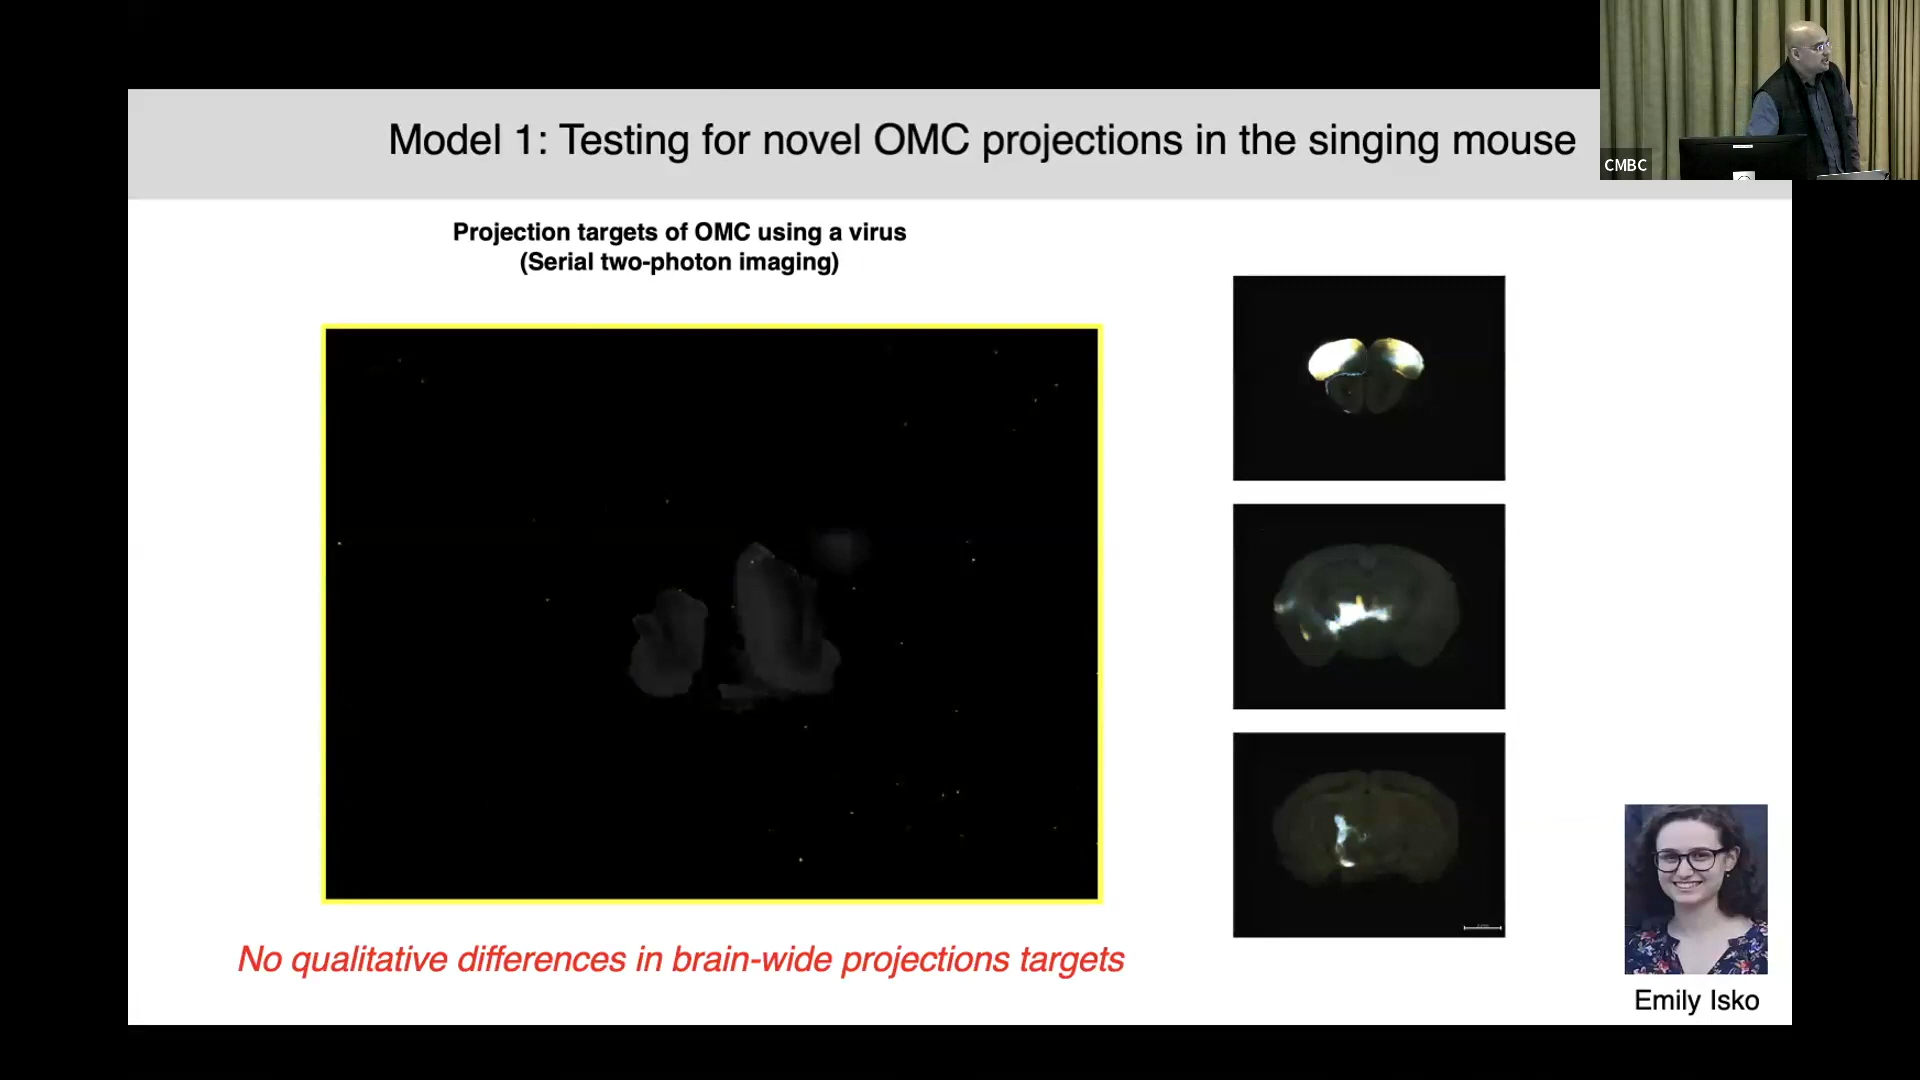 Model 1: Testing for novel OMC projections in the singing mouse
CMBC
Projection targets of OMC using a virus
(Serial two-photon imaging)
No qualitative differences in brain-wide projections targets
Emily Isko